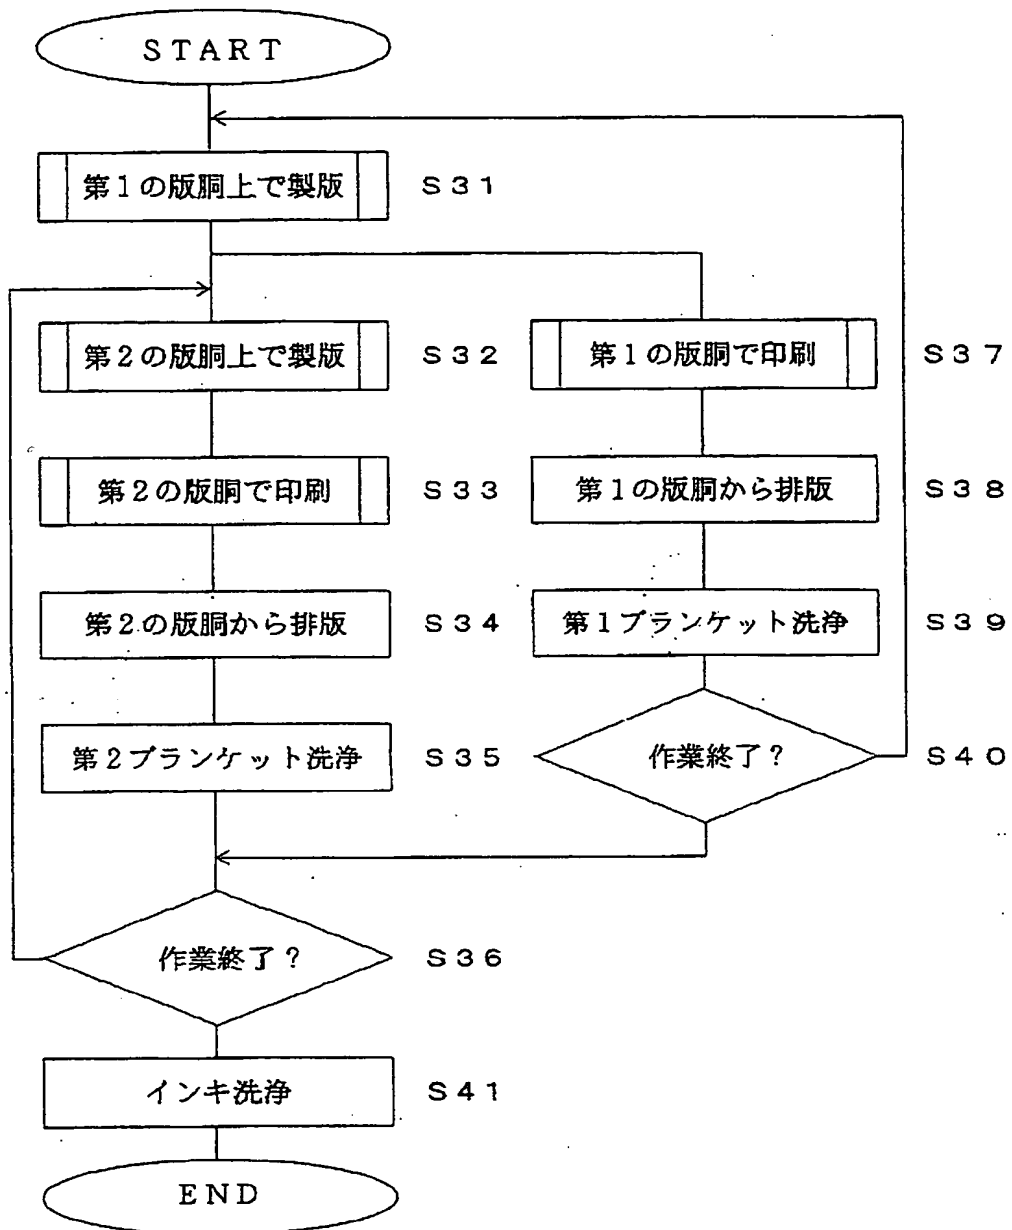 START
第1の版胴上で製版 S31
第2の版胴上で製版 S32
第2の版胴で印刷 S33
第2の版胴から排版 S34
第2ブランケット洗浄 S35
第1の版胴で印刷 S37
第1の版胴から排版 S38
第1ブランケット洗浄 S39
作業終了? S40
作業終了? S36
インキ洗浄 S41
END